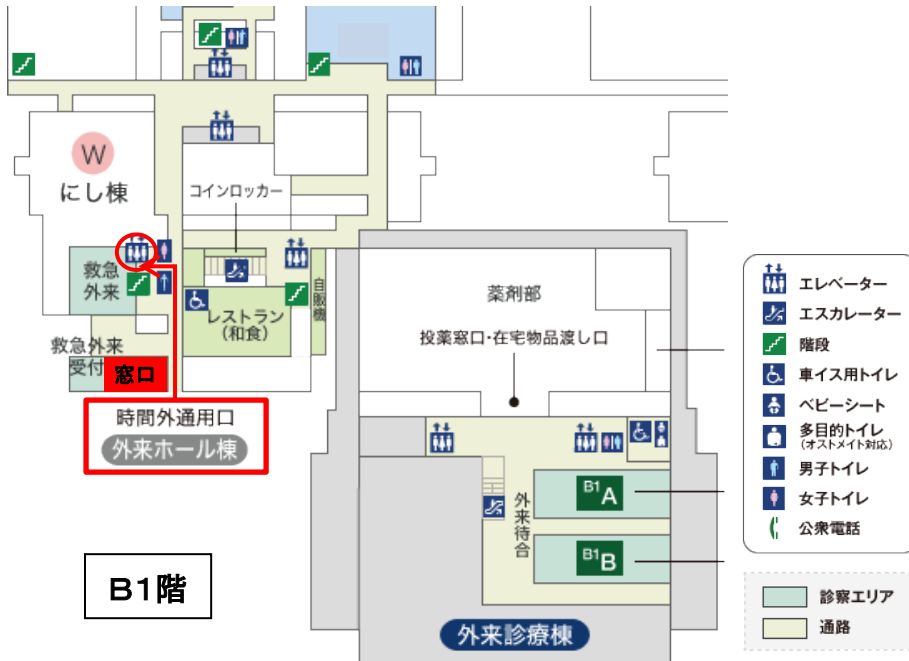 W
にし棟
コインロッカー
救急
外来
レストラン
(和食)
自販機
薬剤部
投薬窓口・在宅物品渡し口
救急外来
受付
窓口
時間外通用口
外来ホール棟
B1A
B1B
外来待合
B1階
外来診療棟
エレベーター
エスカレーター
階段
車イス用トイレ
ベビーシート
多目的トイレ
(オストメイト対応)
男子トイレ
女子トイレ
公衆電話
診察エリア
通路